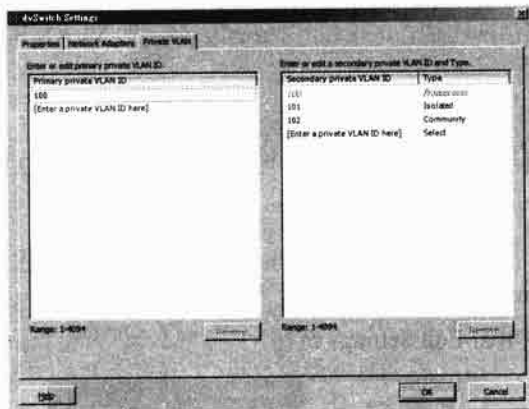 dvSwitch Settings
Properties Network Adapters Private VLAN
Enter or edit primary private VLAN ID.
Primary private VLAN ID
100
[Enter a private VLAN ID here]
Range: 1-4094
Enter or edit a secondary private VLAN ID and Type.
Secondary private VLAN ID Type
100 Promiscuous
101 Isolated
102 Community
[Enter a private VLAN ID here] Select
Range: 1-4094
Help
OK
Cancel